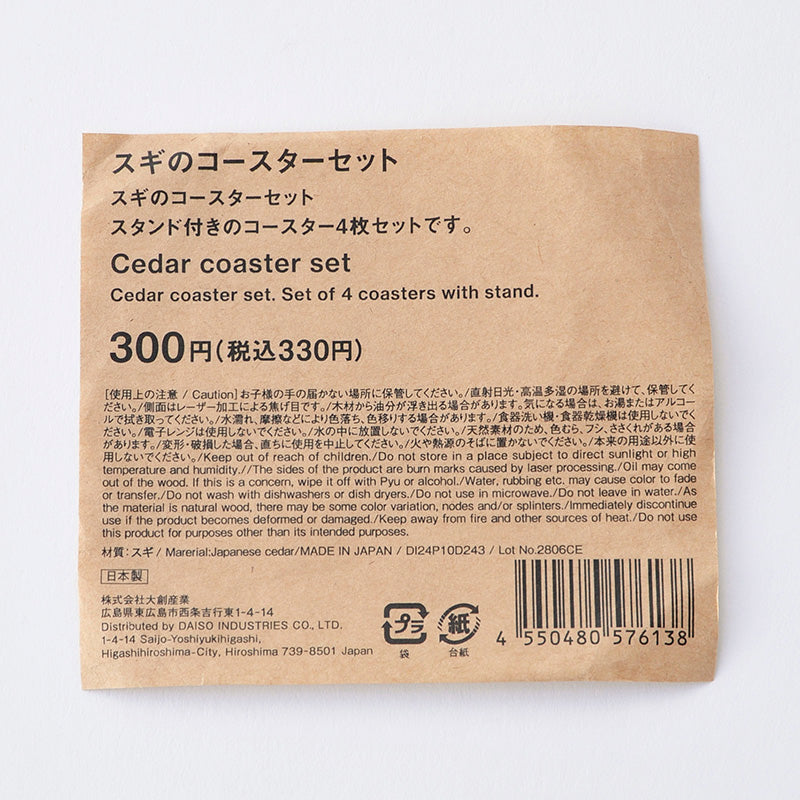 スギのコースターセット
スギのコースターセット
スタンド付きのコースター4枚セットです。
Cedar coaster set
Cedar coaster set. Set of 4 coasters with stand.
300円(税込330円)
[使用上の注意 / Caution]お子様の手の届かない場所に保管してください。/直射日光・高温多湿の場所を避けて、保管してく
ださい。/側面はレーザー加工による焦げ目です。/木材から油分が浮き出る場合があります。気になる場合は、お湯またはアルコー
ルで拭き取ってください。/水濡れ、摩擦などにより色落ち、色移りする場合があります。/食器洗い機・食器乾燥機は使用しないでく
ださい。/電子レンジは使用しないでください。/水の中に放置しないでください。/天然素材のため、色むら、フシ、ささくれがある場合
があります。/変形・破損した場合、直ちに使用を中止してください。/火や熱源のそばに置かないでください。/本来の用途以外に使
用しないでください。/Keep out of reach of children./Do not store in a place subject to direct sunlight or high
temperature and humidity.//The sides of the product are burn marks caused by laser processing./Oil may come
out of the wood. If this is a concern, wipe it off with Pyu or alcohol./Water, rubbing etc. may cause color to fade
or transfer./Do not wash with dishwashers or dish dryers./Do not use in microwave./Do not leave in water./As
the material is natural wood, there may be some color variation, nodes and/or splinters./Immediately discontinue
use if the product becomes deformed or damaged./Keep away from fire and other sources of heat./Do not use
this product for purposes other than its intended purposes.
材質：スギ/ Marerial:Japanese cedar/MADE IN JAPAN / DI24P10D243 / Lot No.2806CE
日本製
株式会社大創産業
広島県東広島市西条吉行東1-4-14
Distributed by DAISO INDUSTRIES CO., LTD.
1-4-14 Saijo-Yoshiyukihigashi,
Higashihiroshima-City, Hiroshima 739-8501 Japan
プラ
袋
紙
台紙
4 550480 576138